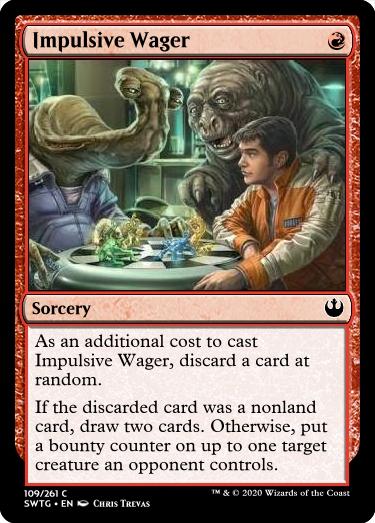 Impulsive Wager
Sorcery
As an additional cost to cast
Impulsive Wager, discard a card at
random.
If the discarded card was a nonland
card, draw two cards. Otherwise, put
a bounty counter on up to one target
creature an opponent controls.
109/261 C
SWTG • EN Chris Trevas
™ & © 2020 Wizards of the Coast